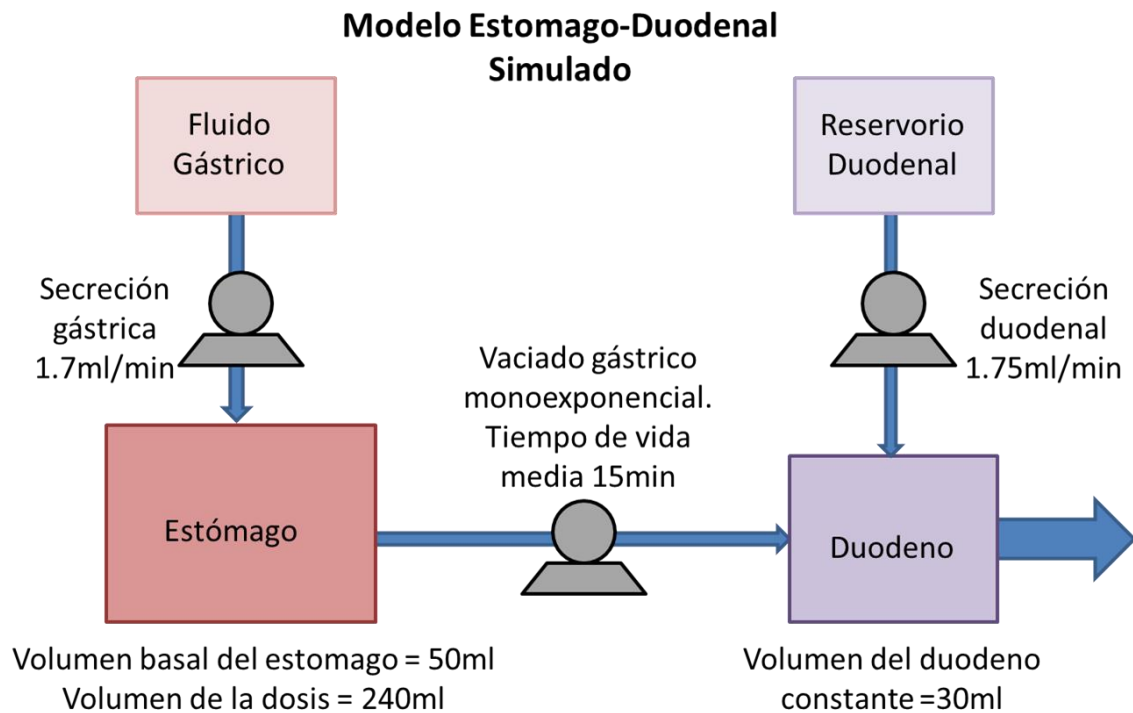 Modelo Estomago-Duodenal
Simulado
Fluido
Gástrico
Reservorio
Duodenal
Secreción
gástrica
1.7ml/min
Vaciado gástrico
monoexponencial.
Tiempo de vida
media 15min
Secreción
duodenal
1.75ml/min
Estómago
Duodeno
Volumen basal del estomago = 50ml
Volumen de la dosis = 240ml
Volumen del duodeno
constante =30ml